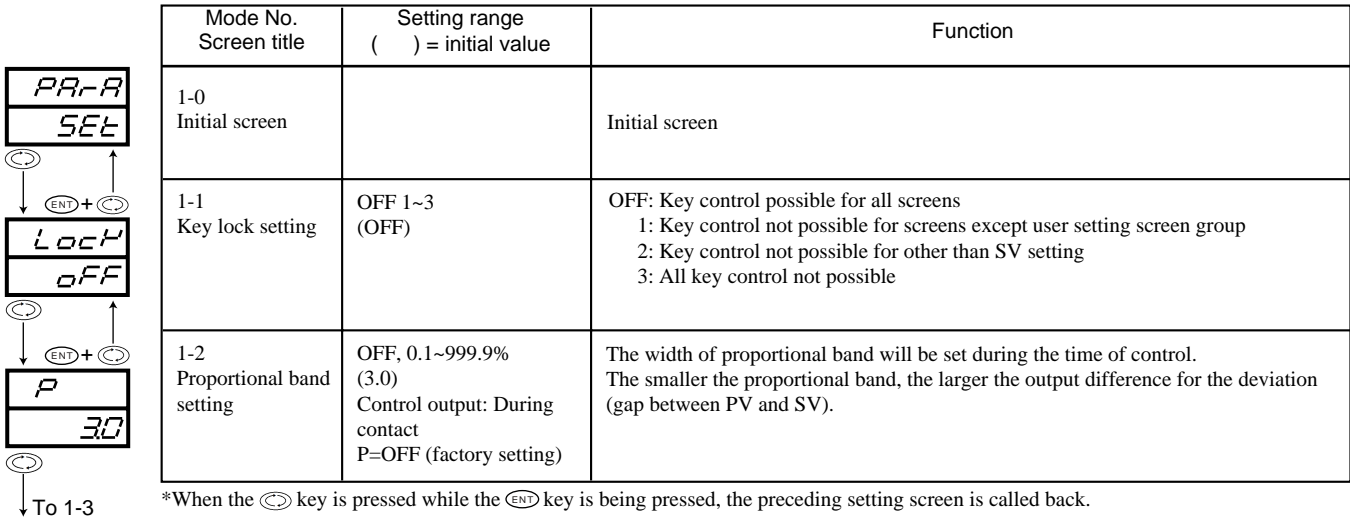 Mode No.
Screen title
Setting range
( ) = initial value
Function
PArA
SEt
1-0
Initial screen
Initial screen
ENT +
LocK
oFF
1-1
Key lock setting
OFF 1~3
(OFF)
OFF: Key control possible for all screens
1: Key control not possible for screens except user setting screen group
2: Key control not possible for other than SV setting
3: All key control not possible
ENT +
P
3.0
1-2
Proportional band
setting
OFF, 0.1~999.9%
(3.0)
Control output: During
contact
P=OFF (factory setting)
The width of proportional band will be set during the time of control.
The smaller the proportional band, the larger the output difference for the deviation
(gap between PV and SV).
To 1-3
*When the key is pressed while the ENT key is being pressed, the preceding setting screen is called back.